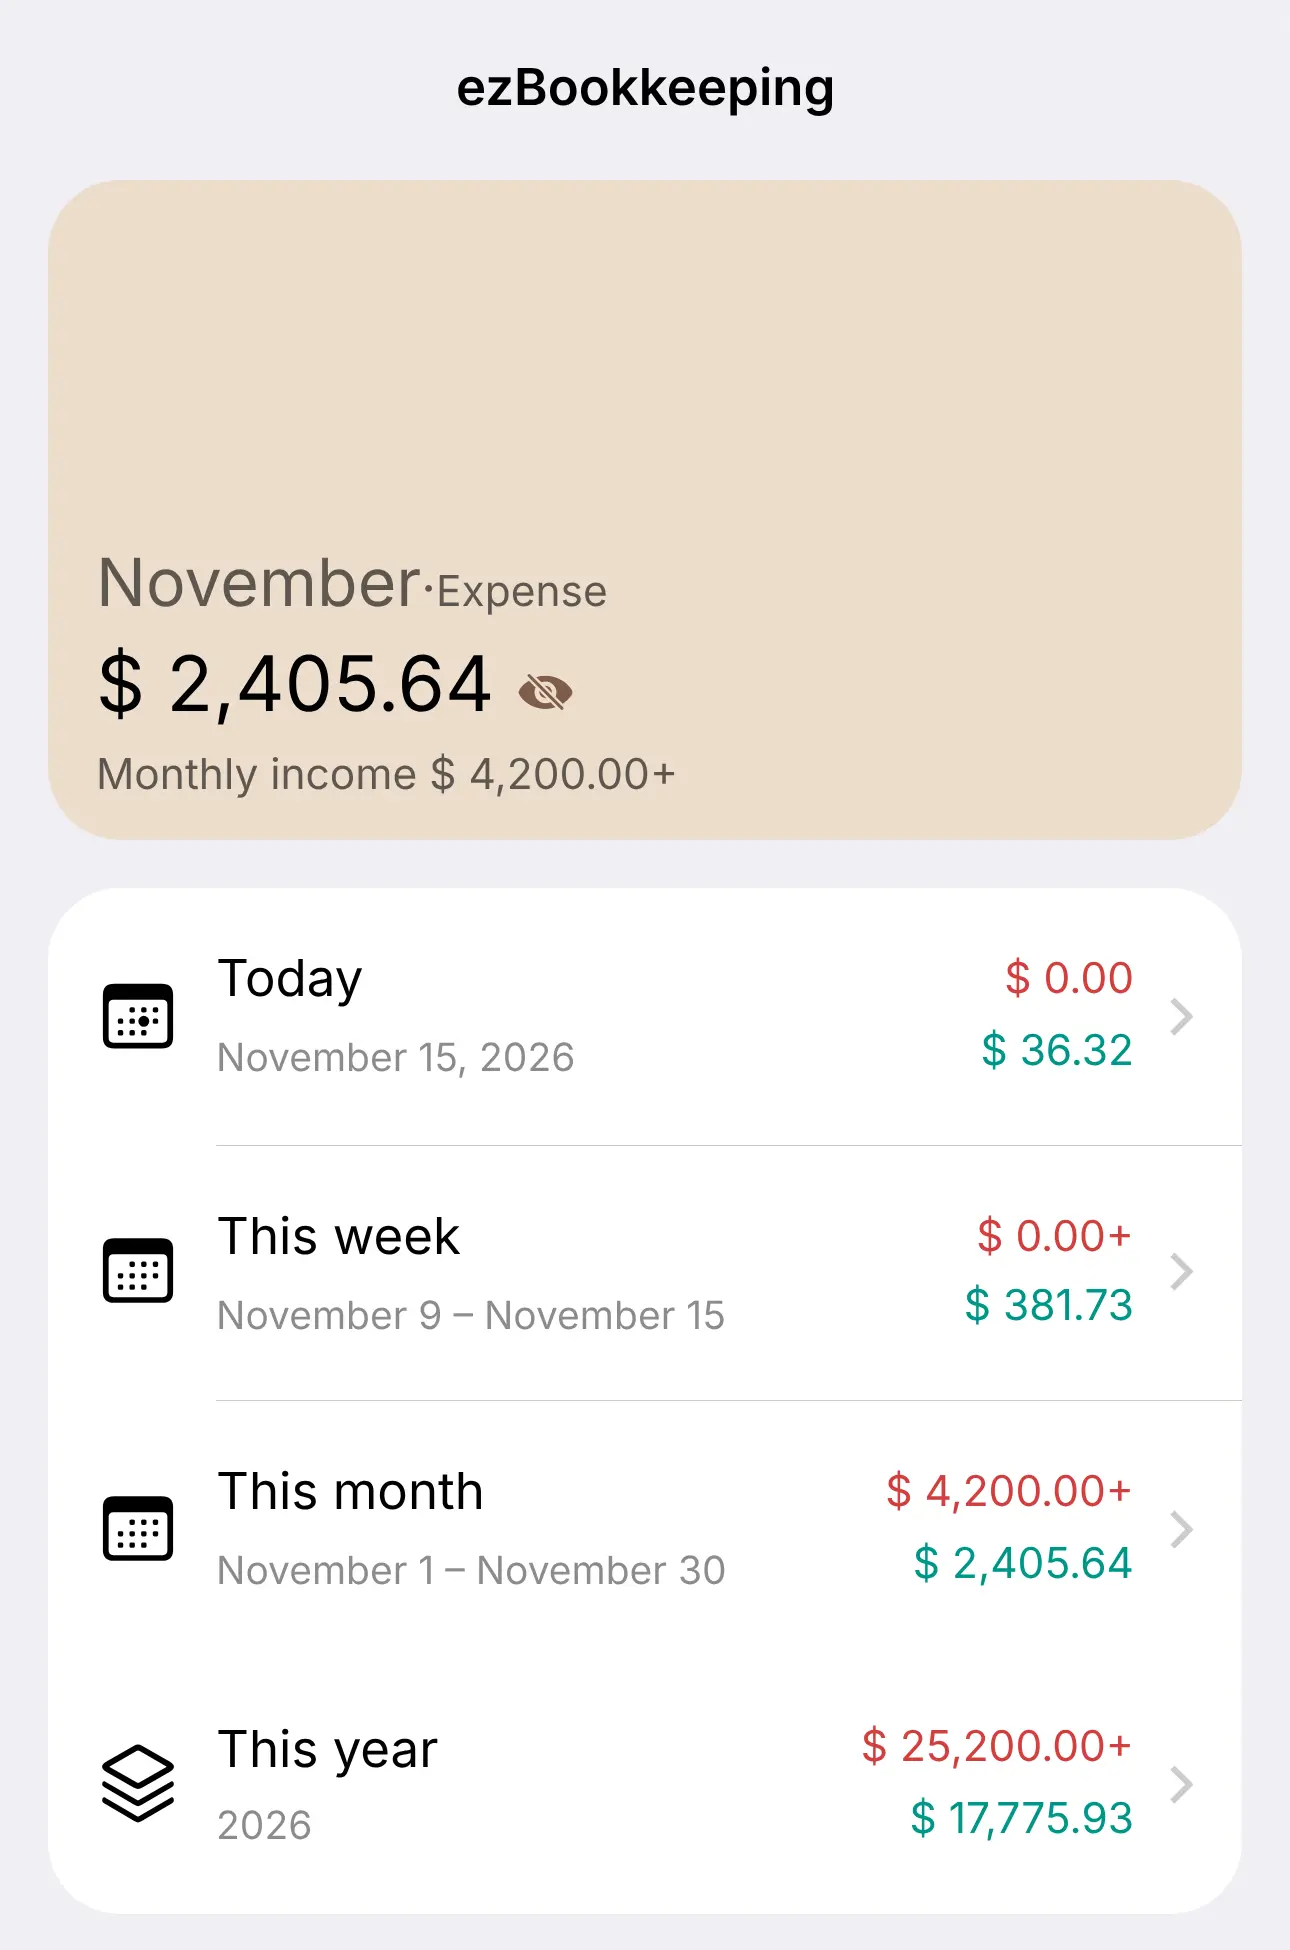 ezBookkeeping
November·Expense
$ 2,405.64
Monthly income $ 4,200.00+
Today
$ 0.00
November 15, 2026
$ 36.32
This week
$ 0.00+
November 9 – November 15
$ 381.73
This month
$ 4,200.00+
November 1 – November 30
$ 2,405.64
This year
$ 25,200.00+
2026
$ 17,775.93